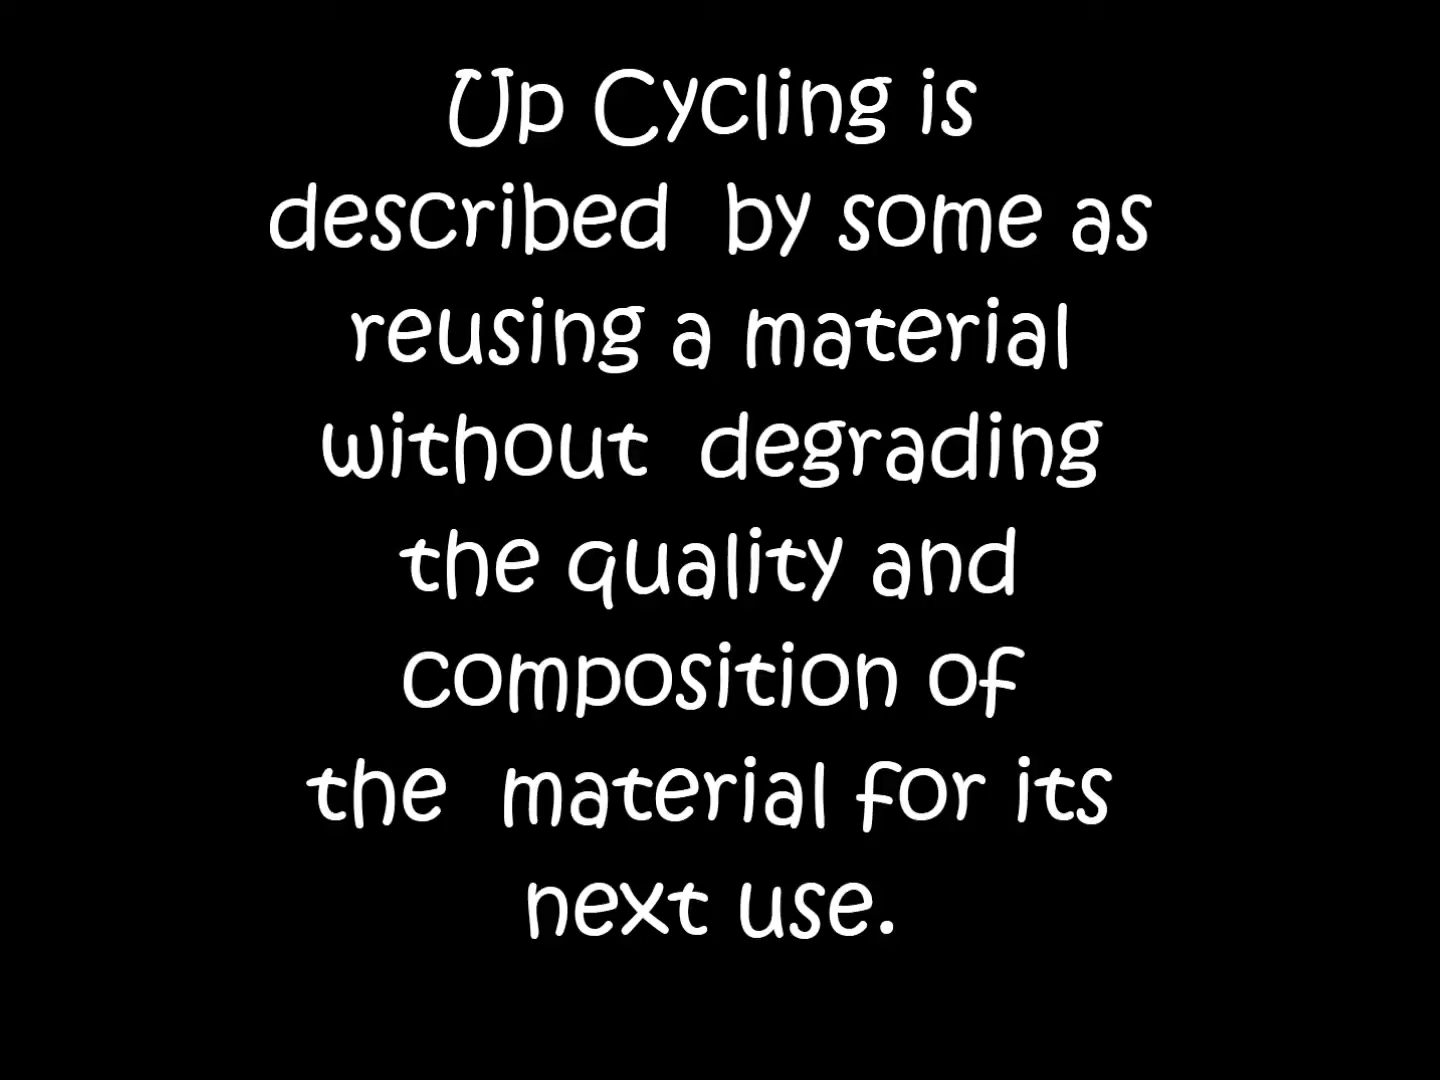 Up Cycling is
described by some as
reusing a material
without degrading
the quality and
composition of
the material for its
next use.